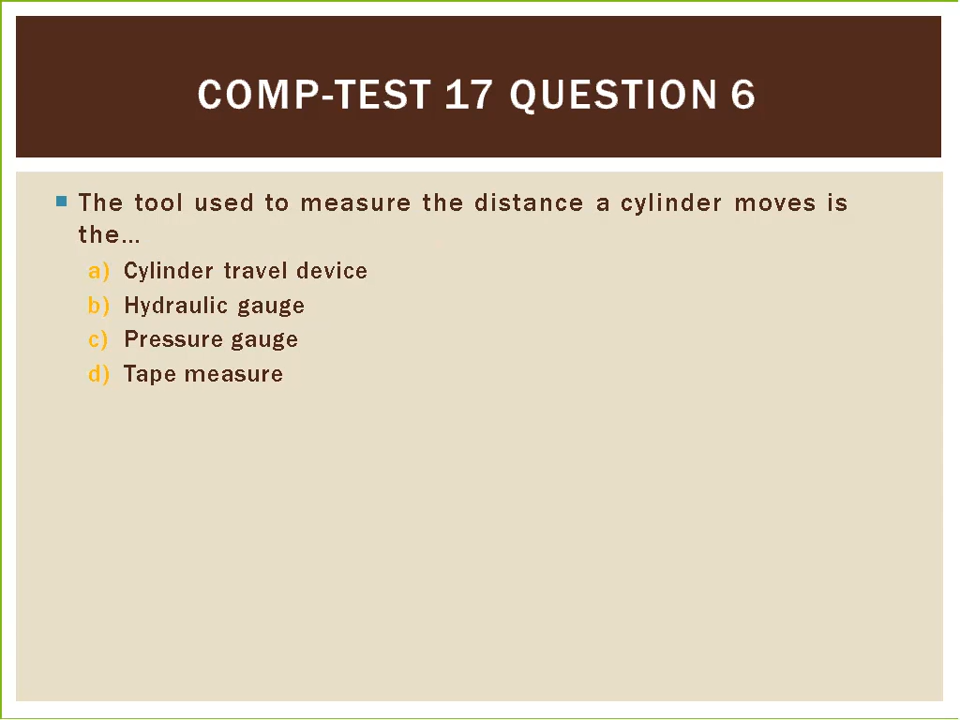 COMP-TEST 17 QUESTION 6
The tool used to measure the distance a cylinder moves is
the…
a) Cylinder travel device
b) Hydraulic gauge
c) Pressure gauge
d) Tape measure